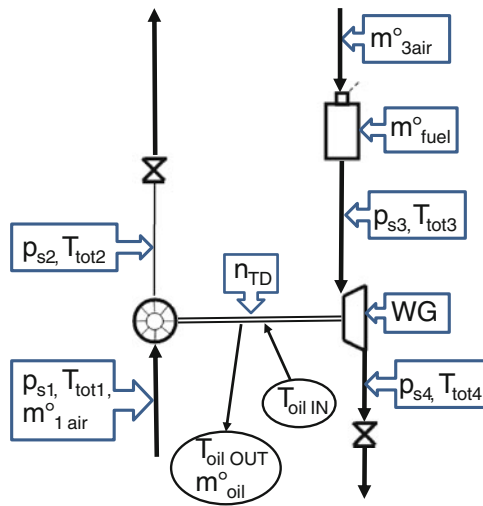 m°3air
m°fuel
ps3, Ttot3
ps2, Ttot2
nTD
WG
ps1, Ttot1,
m°1 air
ps4, Ttot4
Toil IN
Toil OUT
m°oil